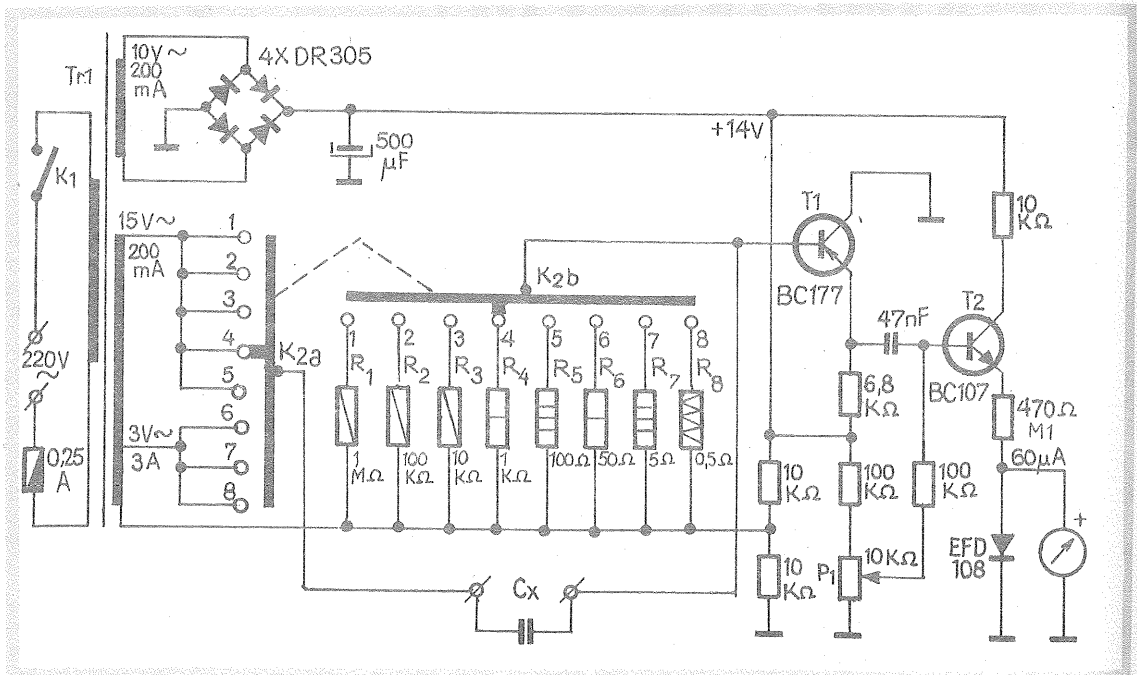 Tr1
10V~
200
mA
4XDR305
500
µF
+14V
K1
220V
~
0,25
A
15V~
200
mA
3V~
3A
1
2
3
4
5
6
7
8
K2a
K2b
1
2
3
4
5
6
7
8
R1
R2
R3
R4
R5
R6
R7
R8
1
MΩ
100
KΩ
10
KΩ
1
KΩ
100Ω
50Ω
5Ω
0,5Ω
Cx
T1
BC177
47nF
T2
BC107
10
KΩ
6,8
KΩ
470Ω
M1
60µA
10
KΩ
100
KΩ
100
KΩ
10
KΩ
P1
10KΩ
EFD
108
+